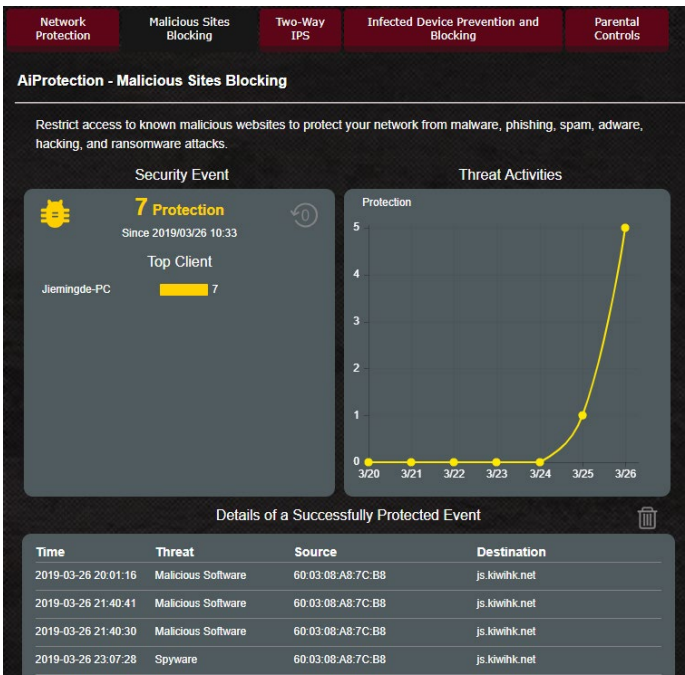 Network Protection
Malicious Sites Blocking
Two-Way IPS
Infected Device Prevention and Blocking
Parental Controls
AiProtection - Malicious Sites Blocking
Restrict access to known malicious websites to protect your network from malware, phishing, spam, adware,
hacking, and ransomware attacks.
Security Event
7 Protection
Since 2019/03/26 10:33
0
Top Client
Jiemingde-PC 7
Threat Activities
Protection
5
4
3
2
1
0
3/20 3/21 3/22 3/23 3/24 3/25 3/26
Details of a Successfully Protected Event
Time Threat Source Destination
2019-03-26 20:01:16 Malicious Software 60:03:08:A8:7C:B8 js.kiwihk.net
2019-03-26 21:40:41 Malicious Software 60:03:08:A8:7C:B8 js.kiwihk.net
2019-03-26 21:40:30 Malicious Software 60:03:08:A8:7C:B8 js.kiwihk.net
2019-03-26 23:07:28 Spyware 60:03:08:A8:7C:B8 js.kiwihk.net